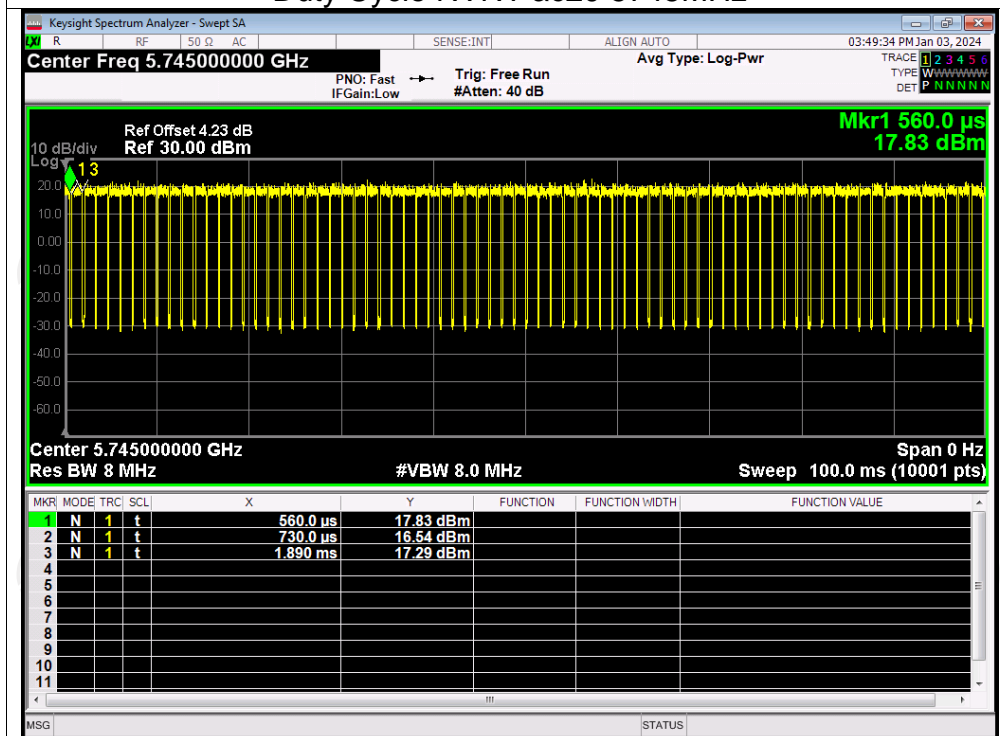 Keysight Spectrum Analyzer - Swept SA
LXI R RF 50 Ω AC SENSE:INT ALIGN AUTO 03:49:34 PM Jan 03, 2024
Center Freq 5.745000000 GHz Avg Type: Log-Pwr TRACE 1 2 3 4 5 6
PNO: Fast Trig: Free Run TYPE WWWWWW
IFGain:Low #Atten: 40 dB DET P N N N N N
Mkr1 560.0 µs
Ref Offset 4.23 dB
10 dB/div Ref 30.00 dBm 17.83 dBm
Log
1 3
20.0
10.0
0.00
-10.0
-20.0
-30.0
-40.0
-50.0
-60.0
Center 5.745000000 GHz Span 0 Hz
Res BW 8 MHz #VBW 8.0 MHz Sweep 100.0 ms (10001 pts)
MKR MODE TRC SCL X Y FUNCTION FUNCTION WIDTH FUNCTION VALUE
1 N 1 t 560.0 µs 17.83 dBm
2 N 1 t 730.0 µs 16.54 dBm
3 N 1 t 1.890 ms 17.29 dBm
4
5
6
7
8
9
10
11
MSG STATUS